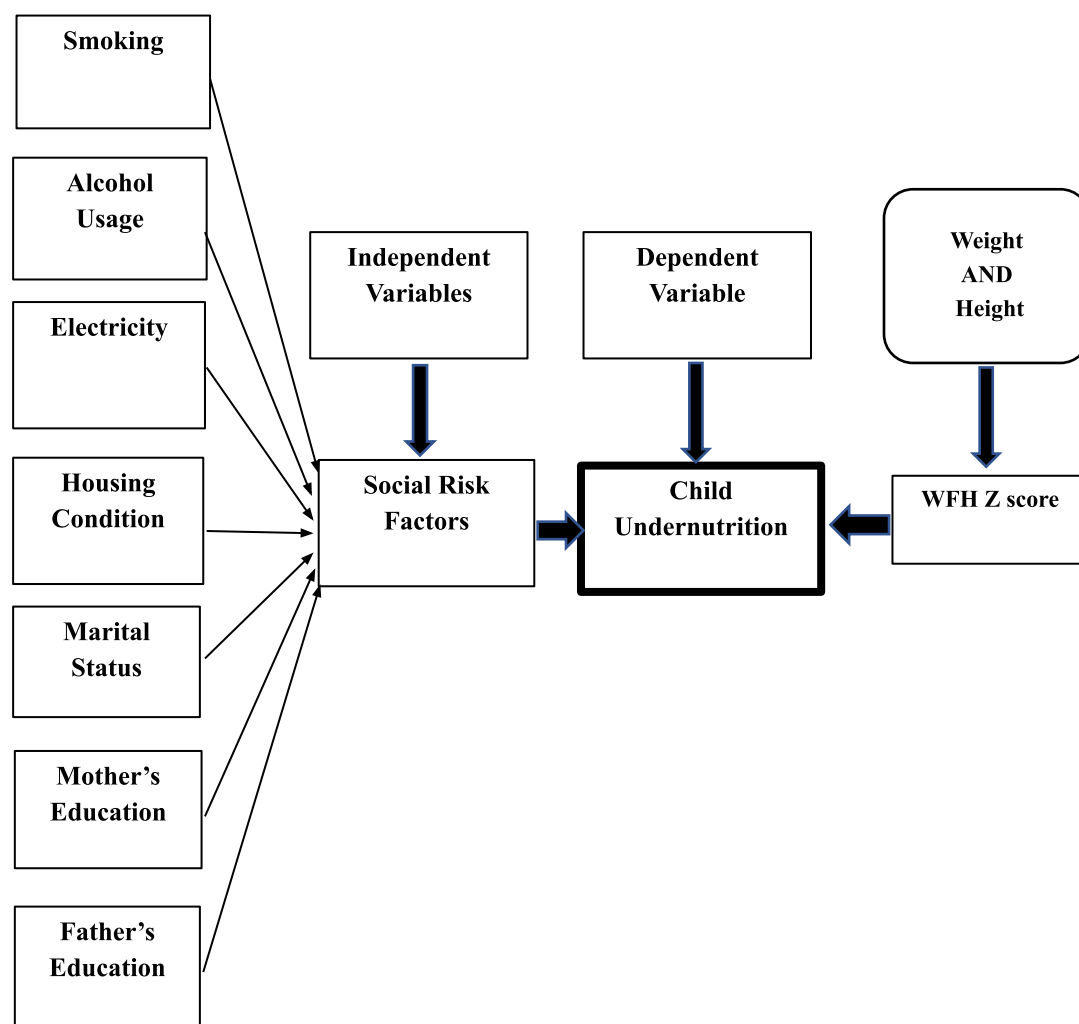 Smoking
Alcohol
Usage
Electricity
Housing
Condition
Marital
Status
Mother’s
Education
Father’s
Education
Independent
Variables
Social Risk
Factors
Dependent
Variable
Child
Undernutrition
Weight
AND
Height
WFH Z score